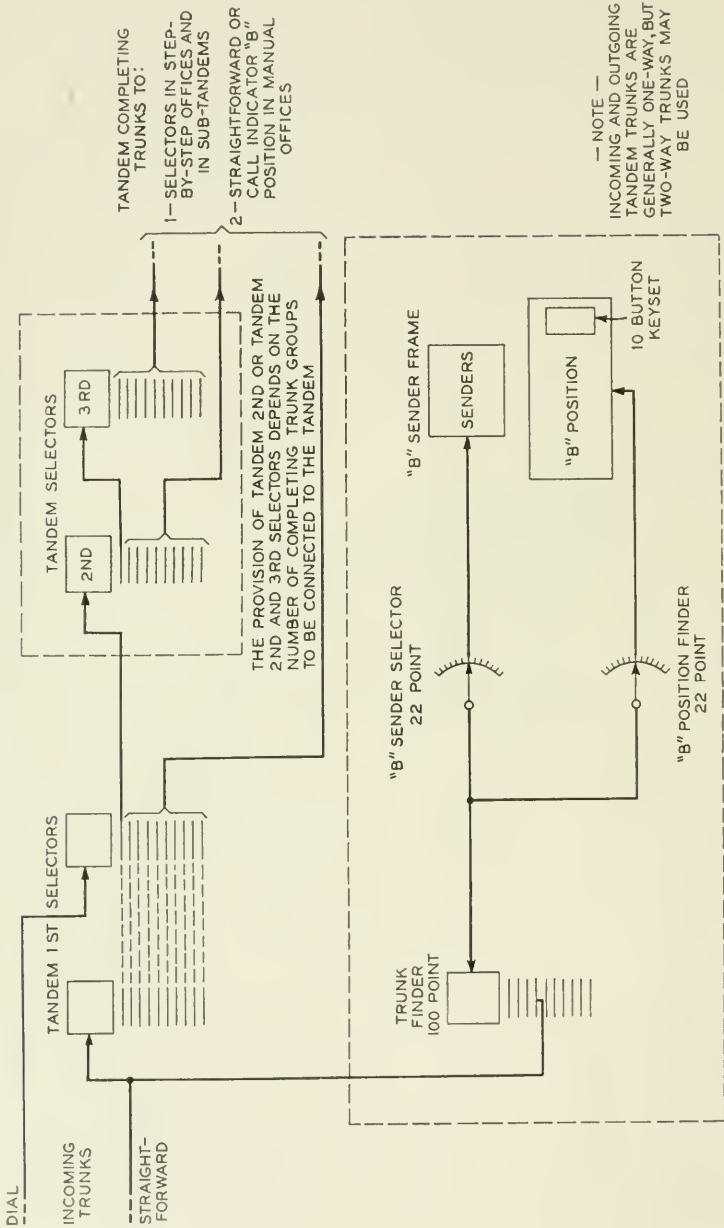 DIAL
INCOMING
TRUNKS
STRAIGHT-
FORWARD
TANDEM 1ST SELECTORS
TANDEM SELECTORS
2ND
3RD
TANDEM COMPLETING
TRUNKS TO:
1—SELECTORS IN STEP-
BY-STEP OFFICES AND
IN SUB-TANDEMS
2—STRAIGHTFORWARD OR
CALL INDICATOR "B"
POSITION IN MANUAL
OFFICES
THE PROVISION OF TANDEM 2ND OR TANDEM
2ND AND 3RD SELECTORS DEPENDS ON THE
NUMBER OF COMPLETING TRUNK GROUPS
TO BE CONNECTED TO THE TANDEM
TRUNK
FINDER
100 POINT
"B" SENDER SELECTOR
22 POINT
"B" SENDER FRAME
SENDERS
"B" POSITION
10 BUTTON
KEYSET
"B" POSITION FINDER
22 POINT
— NOTE —
INCOMING AND OUTGOING
TANDEM TRUNKS ARE
GENERALLY ONE-WAY, BUT
TWO-WAY TRUNKS MAY
BE USED